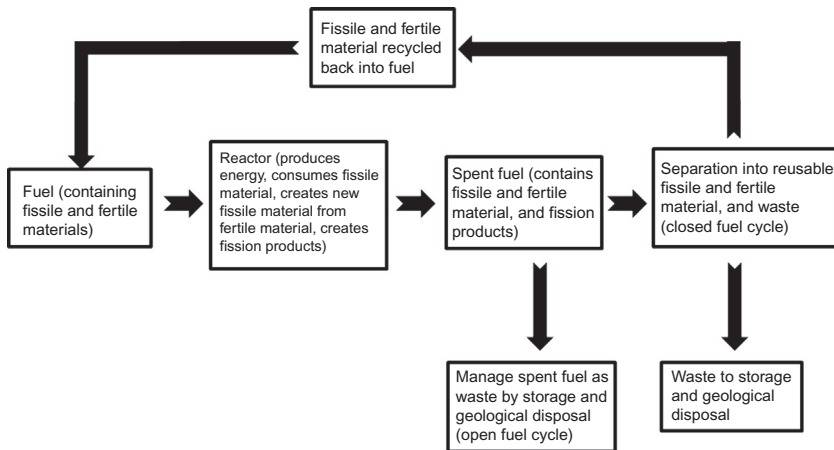 Fissile and fertile
material recycled
back into fuel
Fuel (containing
fissile and fertile
materials)
Reactor (produces
energy, consumes fissile
material, creates new
fissile material from
fertile material, creates
fission products)
Spent fuel (contains
fissile and fertile
material, and fission
products)
Separation into reusable
fissile and fertile
material, and waste
(closed fuel cycle)
Manage spent fuel as
waste by storage and
geological disposal
(open fuel cycle)
Waste to storage
and geological
disposal